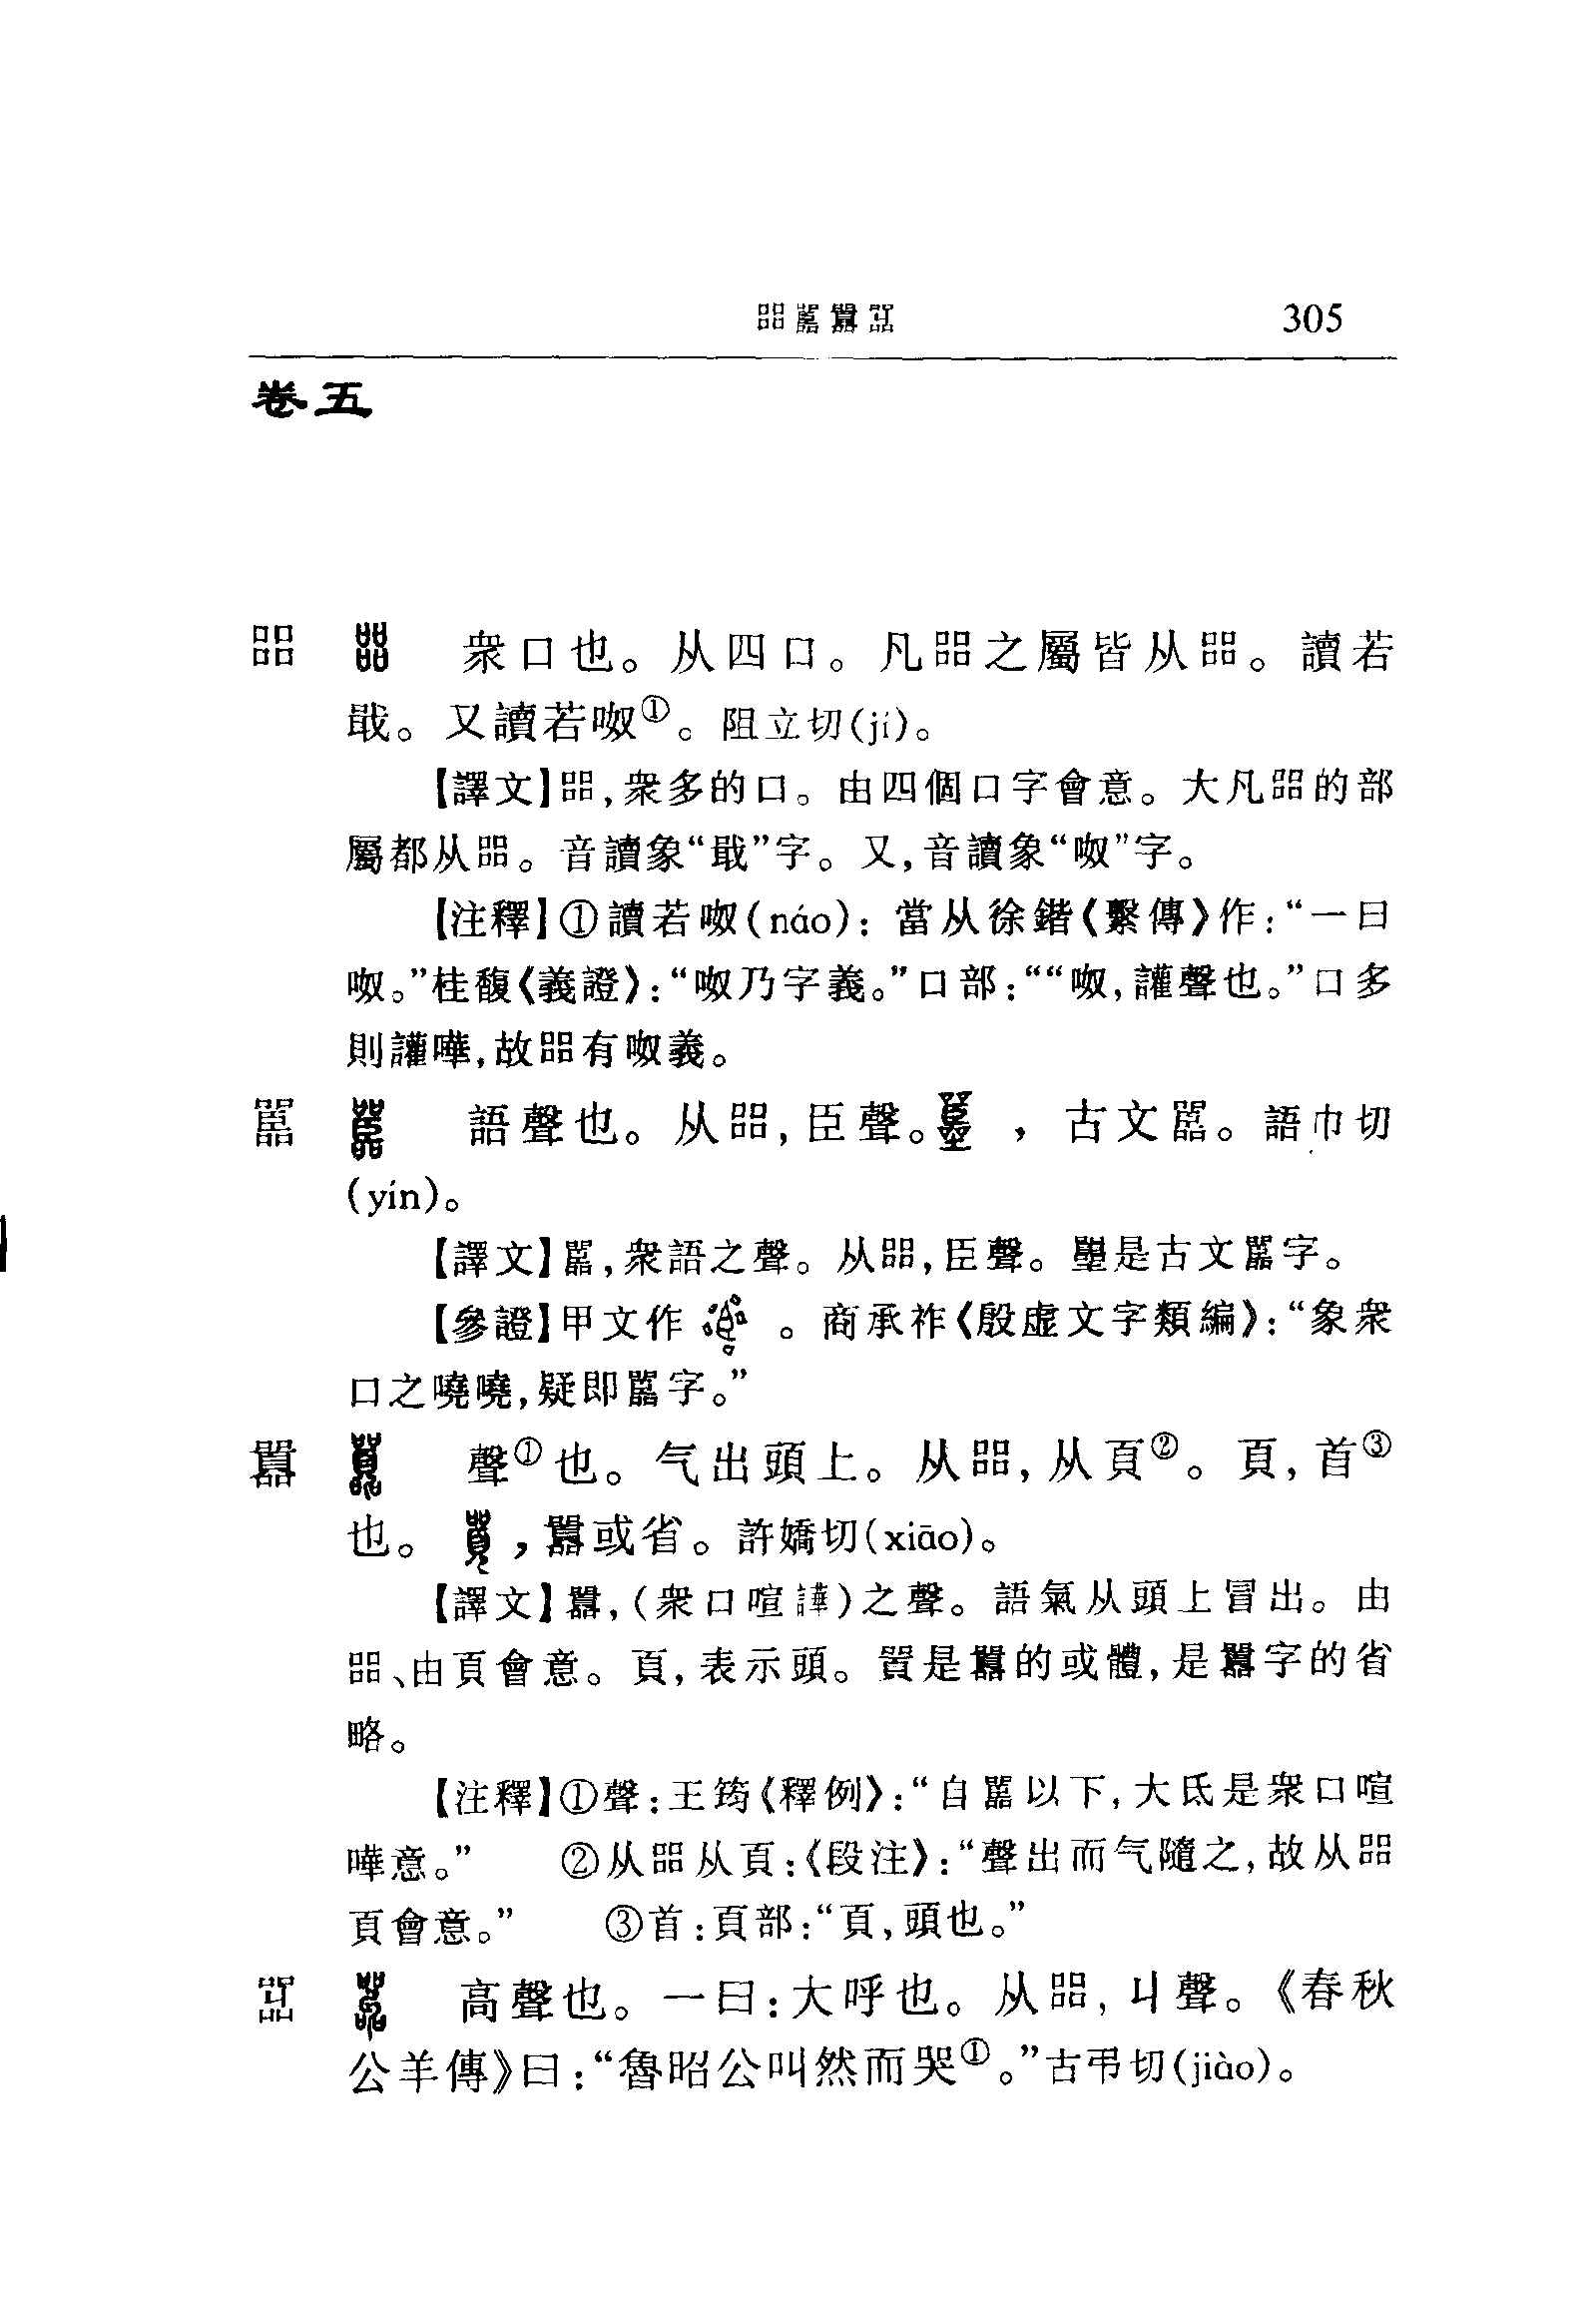 㗊嚚囂𡅽 305
卷五
㗊 衆口也。从四口。凡㗊之屬皆从㗊。讀若
戢。又讀若呶①。阻立切(jí)。
【譯文】㗊,衆多的口。由四個口字會意。大凡㗊的部
屬都从㗊。音讀象“戢”字。又,音讀象“呶”字。
【注釋】①讀若呶(náo):當从徐鍇《繫傳》作:“一曰
呶。”桂馥《義證》:“呶乃字義。”口部:““呶,讙聲也。”口多
則讙嘩,故㗊有呶義。
嚚 語聲也。从㗊,臣聲。,古文嚚。語巾切
(yín)。
【譯文】嚚,衆語之聲。从㗊,臣聲。是古文嚚字。
【參證】甲文作。商承祚《殷虚文字類編》:“象衆
口之嘵嘵,疑即嚚字。”
囂 聲①也。气出頭上。从㗊,从頁②。頁,首③
也。,囂或省。許嬌切(xiāo)。
【譯文】囂,(衆口喧譁)之聲。語氣从頭上冒出。由
㗊、由頁會意。頁,表示頭。是囂的或體,是囂字的省
略。
【注釋】①聲:王筠《釋例》:“自嚚以下,大氐是衆口喧
嘩意。” ②从㗊从頁:《段注》:“聲出而气隨之,故从㗊
頁會意。” ③首:頁部:“頁,頭也。”
𡅽 高聲也。一曰:大呼也。从㗊,丩聲。《春秋
公羊傳》曰:“魯昭公叫然而哭①。”古弔切(jiào)。